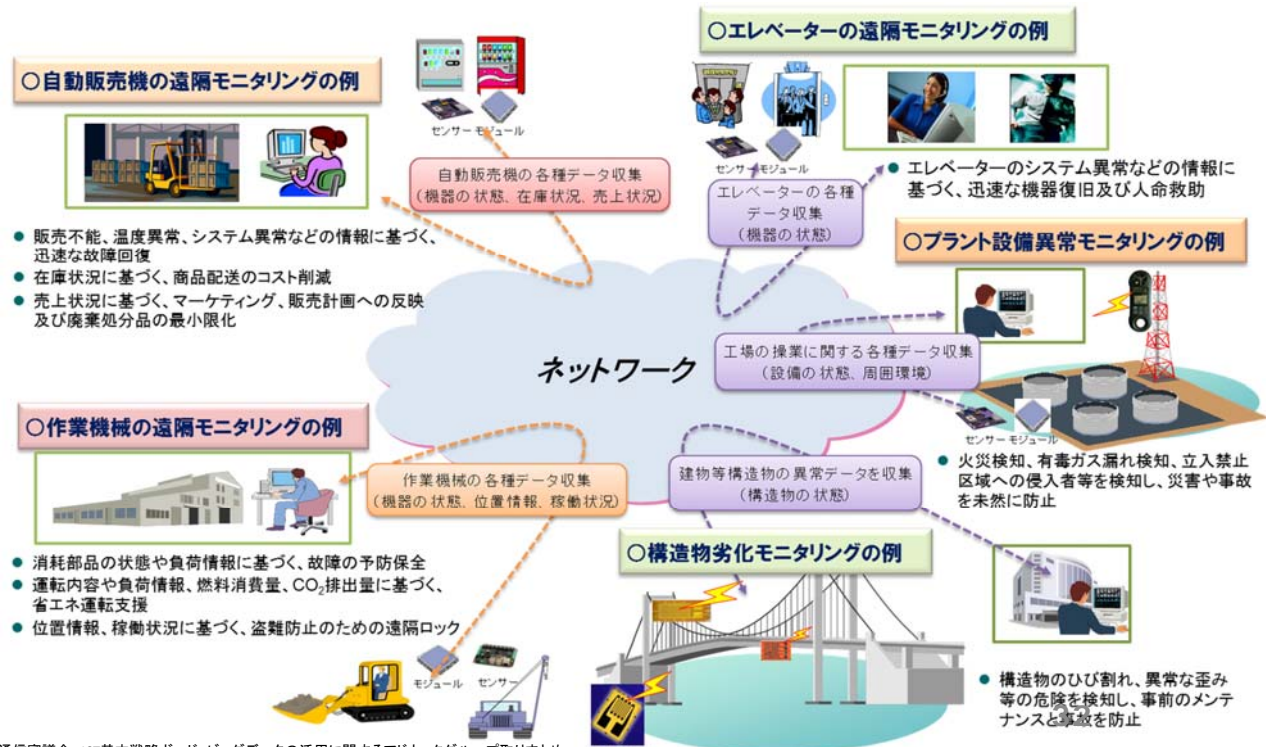 〇自動販売機の遠隔モニタリングの例
センサー モジュール
自動販売機の各種データ収集
(機器の状態、在庫状況、売上状況)
● 販売不能、温度異常、システム異常などの情報に基づく、
迅速な故障回復
● 在庫状況に基づく、商品配送のコスト削減
● 売上状況に基づく、マーケティング、販売計画への反映
及び廃棄処分品の最小限化
〇エレベーターの遠隔モニタリングの例
センサー モジュール
エレベーターの各種
データ収集
(機器の状態)
● エレベーターのシステム異常などの情報に
基づく、迅速な機器復旧及び人命救助
〇プラント設備異常モニタリングの例
工場の操業に関する各種データ収集
(設備の状態、周囲環境)
センサー モジュール
● 火災検知、有毒ガス漏れ検知、立入禁止
区域への侵入者等を検知し、災害や事故
を未然に防止
ネットワーク
〇作業機械の遠隔モニタリングの例
作業機械の各種データ収集
(機器の状態、位置情報、稼働状況)
● 消耗部品の状態や負荷情報に基づく、故障の予防保全
● 運転内容や負荷情報、燃料消費量、CO₂排出量に基づく、
省エネ運転支援
● 位置情報、稼働状況に基づく、盗難防止のための遠隔ロック
モジュール センサー
建物等構造物の異常データを収集
(構造物の状態)
〇構造物劣化モニタリングの例
● 構造物のひび割れ、異常な歪み
等の危険を検知し、事前のメンテ
ナンスと事故を防止